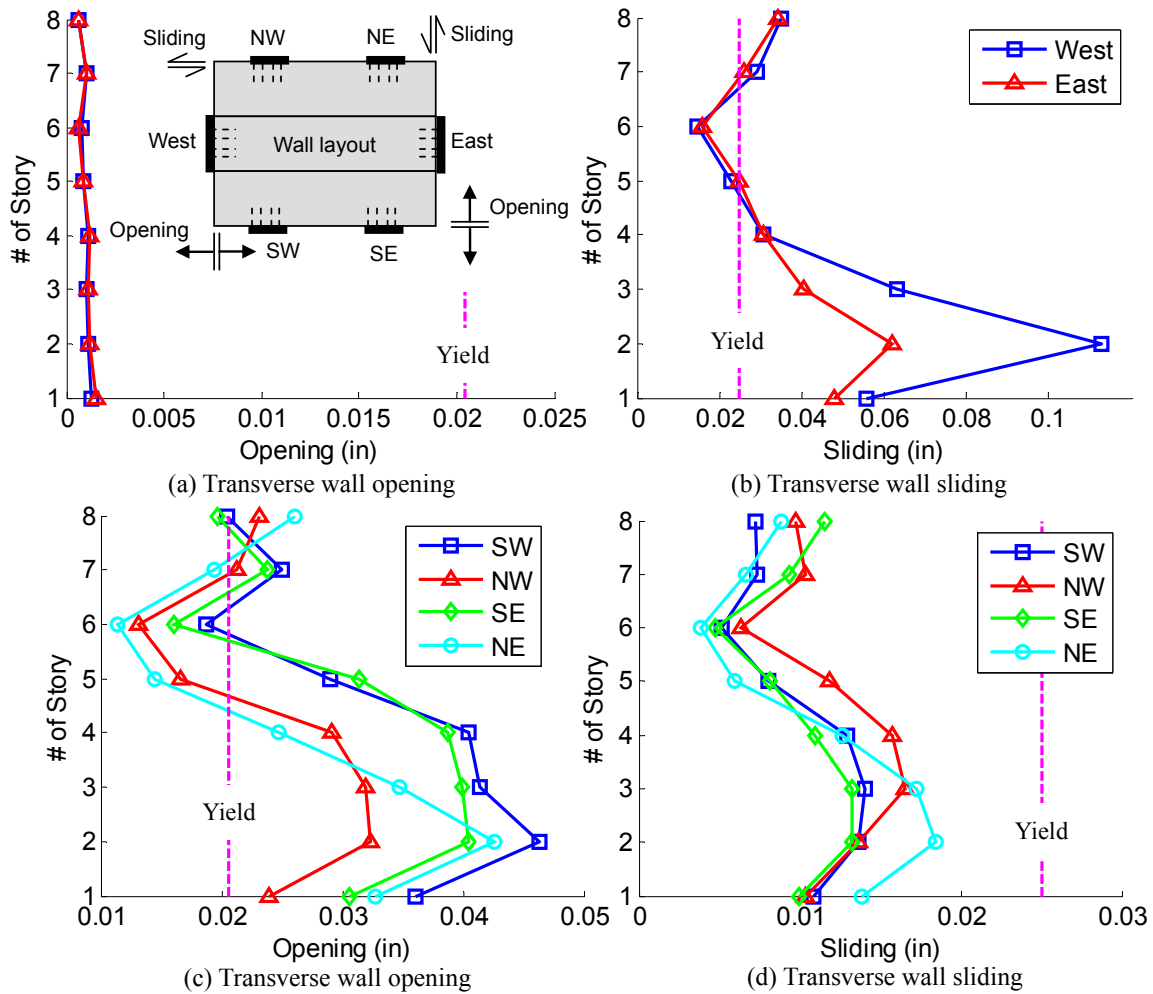 8
7
6
5
4
3
2
1
# of Story
Sliding
NW
NE
Sliding
West
Wall layout
East
Opening
Opening
SW
SE
Yield
0
0.005
0.01
0.015
0.02
0.025
Opening (in)
(a) Transverse wall opening
8
7
6
5
4
3
2
1
# of Story
West
East
Yield
0
0.02
0.04
0.06
0.08
0.1
Sliding (in)
(b) Transverse wall sliding
8
7
6
5
4
3
2
1
# of Story
SW
NW
SE
NE
Yield
0.01
0.02
0.03
0.04
0.05
Opening (in)
(c) Transverse wall opening
8
7
6
5
4
3
2
1
# of Story
SW
NW
SE
NE
Yield
0
0.01
0.02
0.03
Sliding (in)
(d) Transverse wall sliding